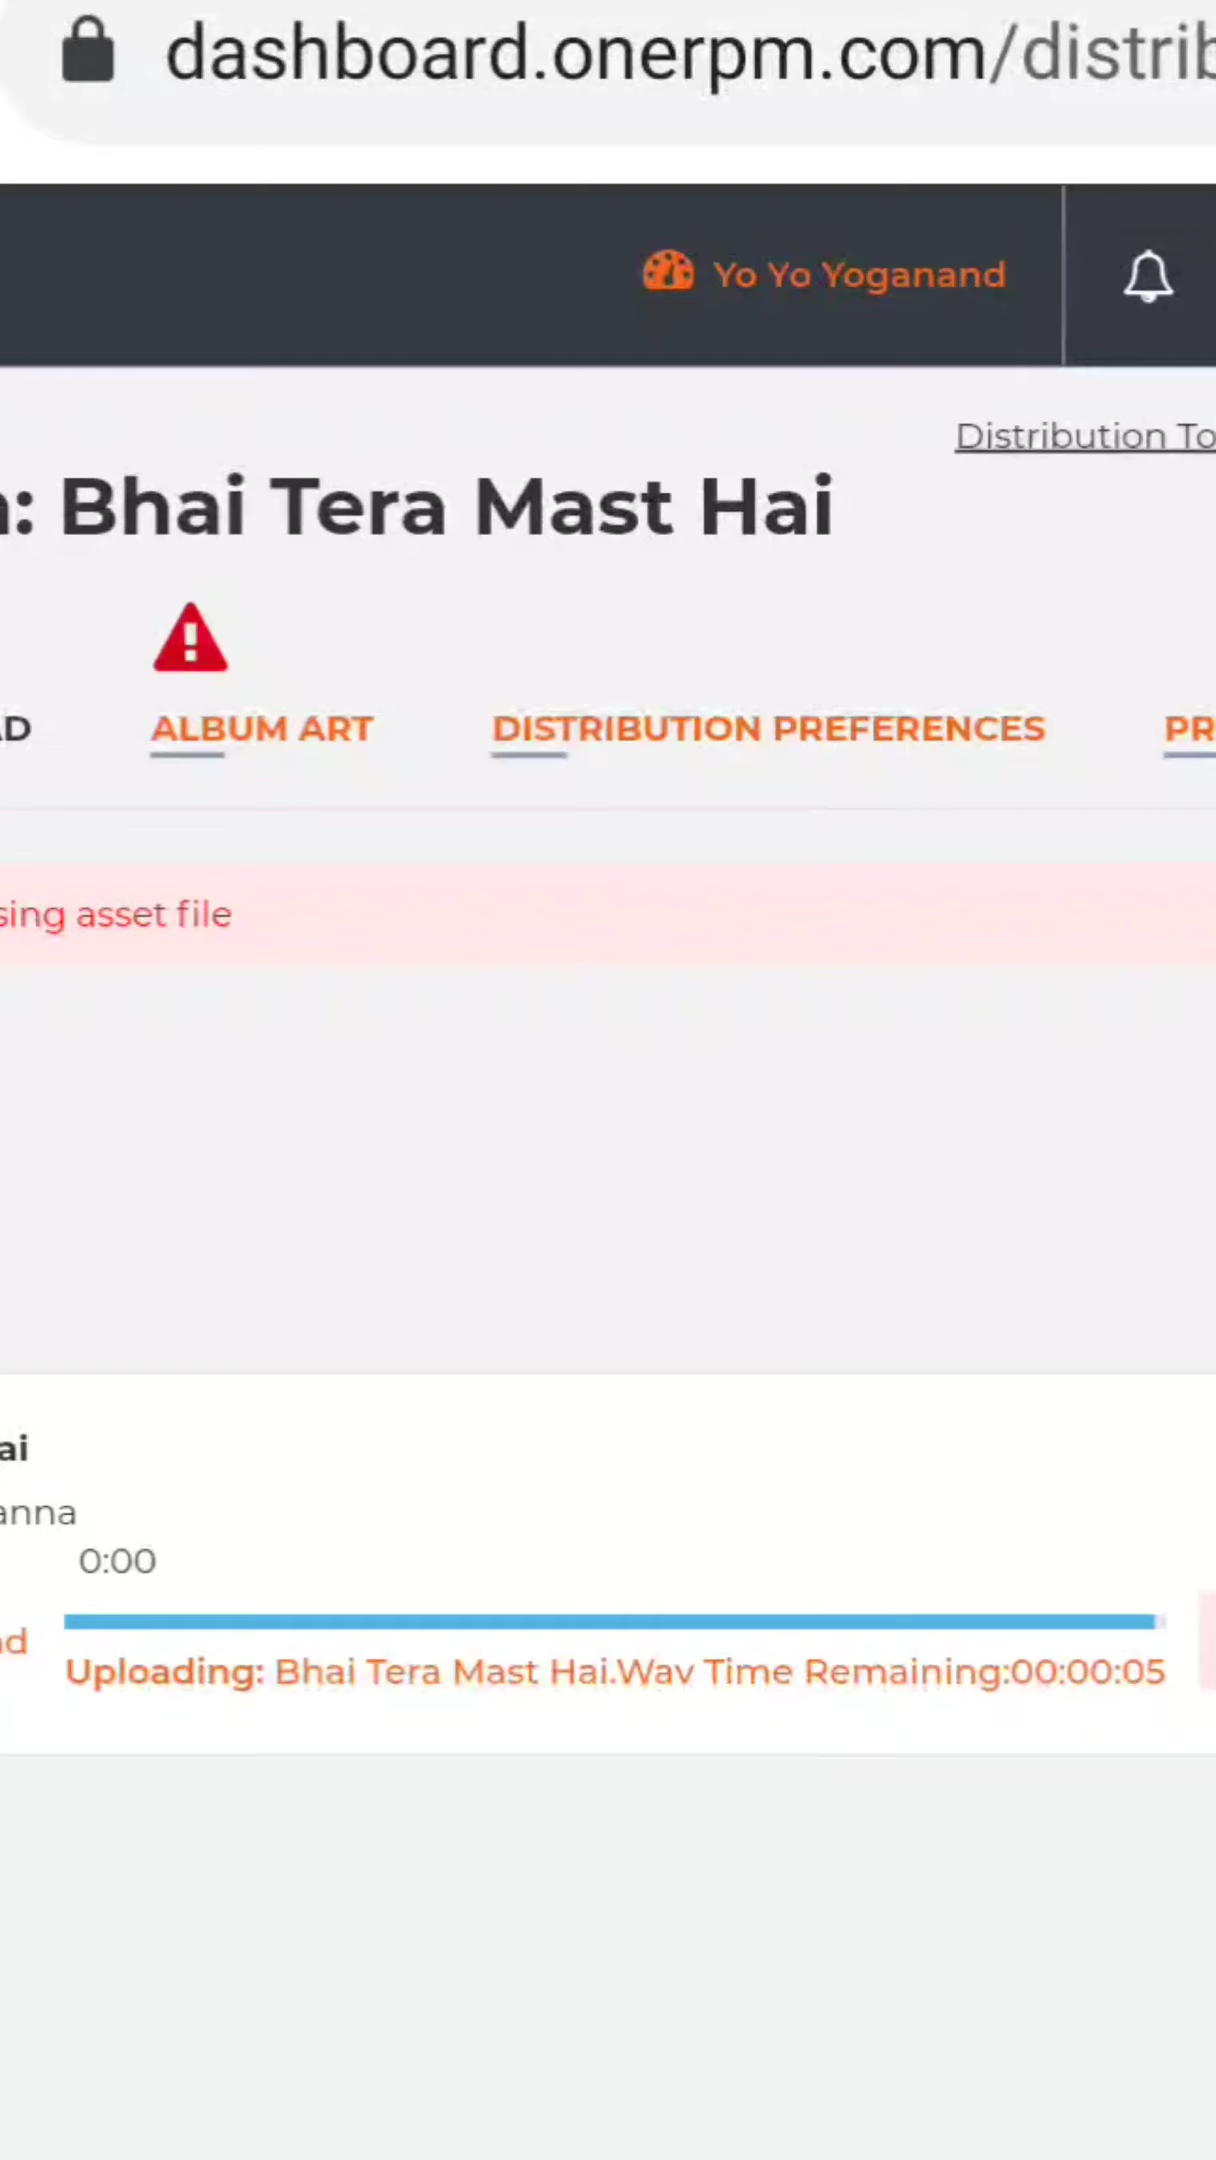 dashboard.onerpm.com/distrib
Yo Yo Yoganand
Distribution To
: Bhai Tera Mast Hai
ALBUM ART
DISTRIBUTION PREFERENCES
PR
sing asset file
ai
anna
0:00
Uploading: Bhai Tera Mast Hai.Wav Time Remaining:00:00:05